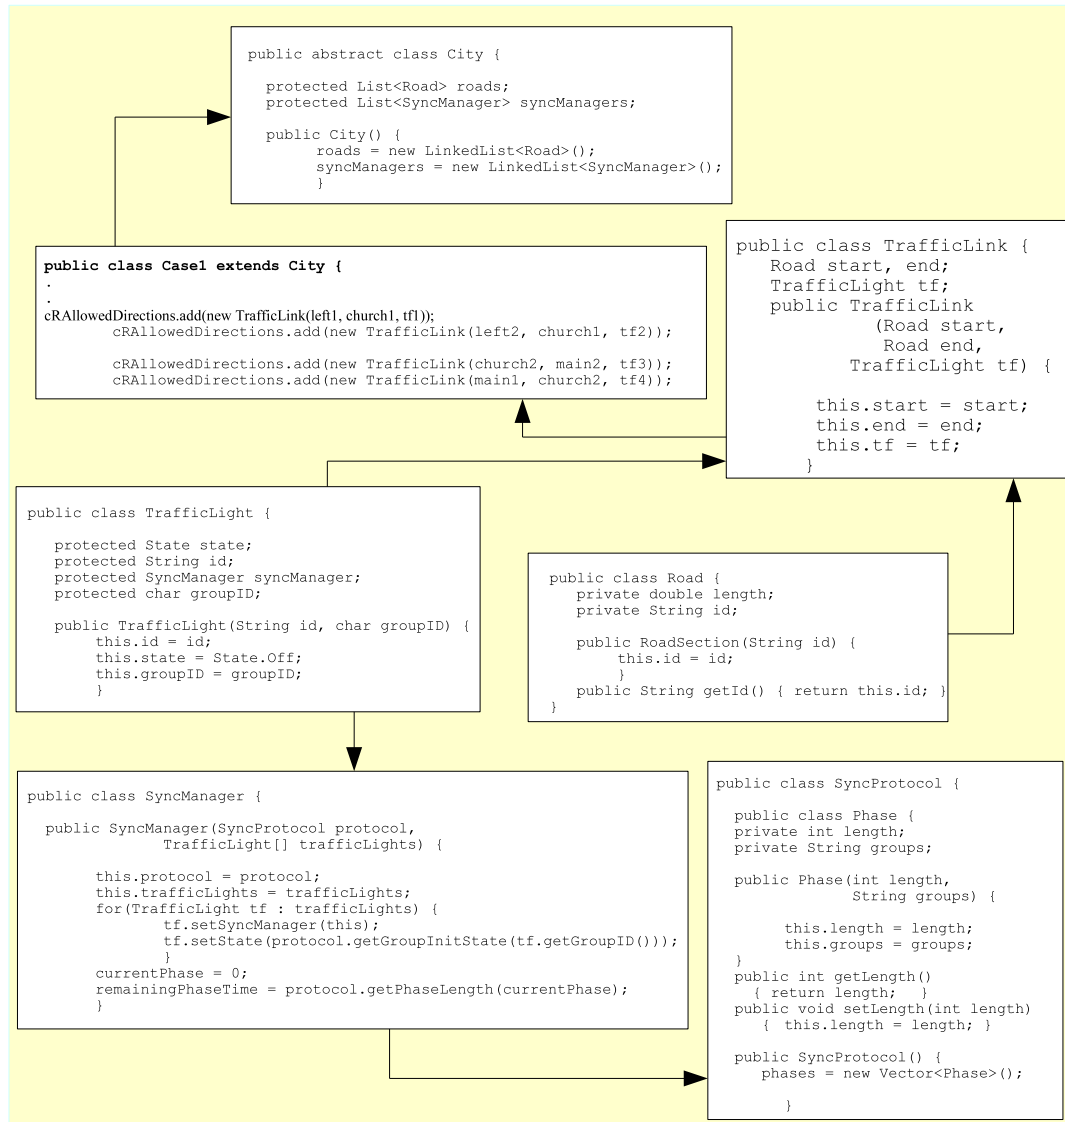 public abstract class City {
protected List<Road> roads;
protected List<SyncManager> syncManagers;
public City() {
roads = new LinkedList<Road>();
syncManagers = new LinkedList<SyncManager>();
}
public class Case1 extends City {
.
.
cRAllowedDirections.add(new TrafficLink(left1, church1, tf1));
cRAllowedDirections.add(new TrafficLink(left2, church1, tf2));
cRAllowedDirections.add(new TrafficLink(church2, main2, tf3));
cRAllowedDirections.add(new TrafficLink(main1, church2, tf4));
public class TrafficLink {
Road start, end;
TrafficLight tf;
public TrafficLink
(Road start,
Road end,
TrafficLight tf) {
this.start = start;
this.end = end;
this.tf = tf;
}
public class TrafficLight {
protected State state;
protected String id;
protected SyncManager syncManager;
protected char groupID;
public TrafficLight(String id, char groupID) {
this.id = id;
this.state = State.Off;
this.groupID = groupID;
}
public class Road {
private double length;
private String id;
public RoadSection(String id) {
this.id = id;
}
public String getId() { return this.id; }
}
public class SyncManager {
public SyncManager(SyncProtocol protocol,
TrafficLight[] trafficLights) {
this.protocol = protocol;
this.trafficLights = trafficLights;
for(TrafficLight tf : trafficLights) {
tf.setSyncManager(this);
tf.setState(protocol.getGroupInitState(tf.getGroupID()));
}
currentPhase = 0;
remainingPhaseTime = protocol.getPhaseLength(currentPhase);
}
public class SyncProtocol {
public class Phase {
private int length;
private String groups;
public Phase(int length,
String groups) {
this.length = length;
this.groups = groups;
}
public int getLength()
{ return length; }
public void setLength(int length)
{ this.length = length; }
public SyncProtocol() {
phases = new Vector<Phase>();
}